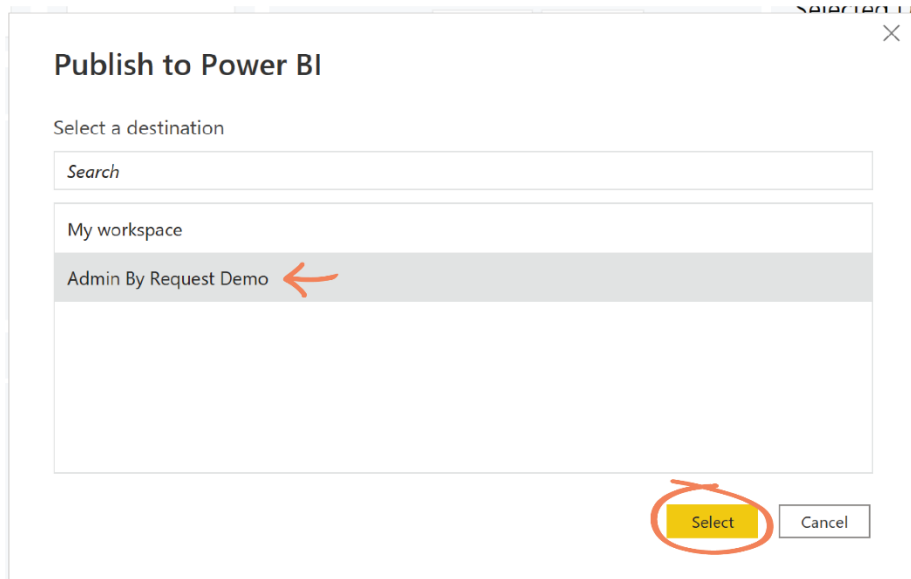 Publish to Power BI
Select a destination
Search
My workspace
Admin By Request Demo
Select
Cancel